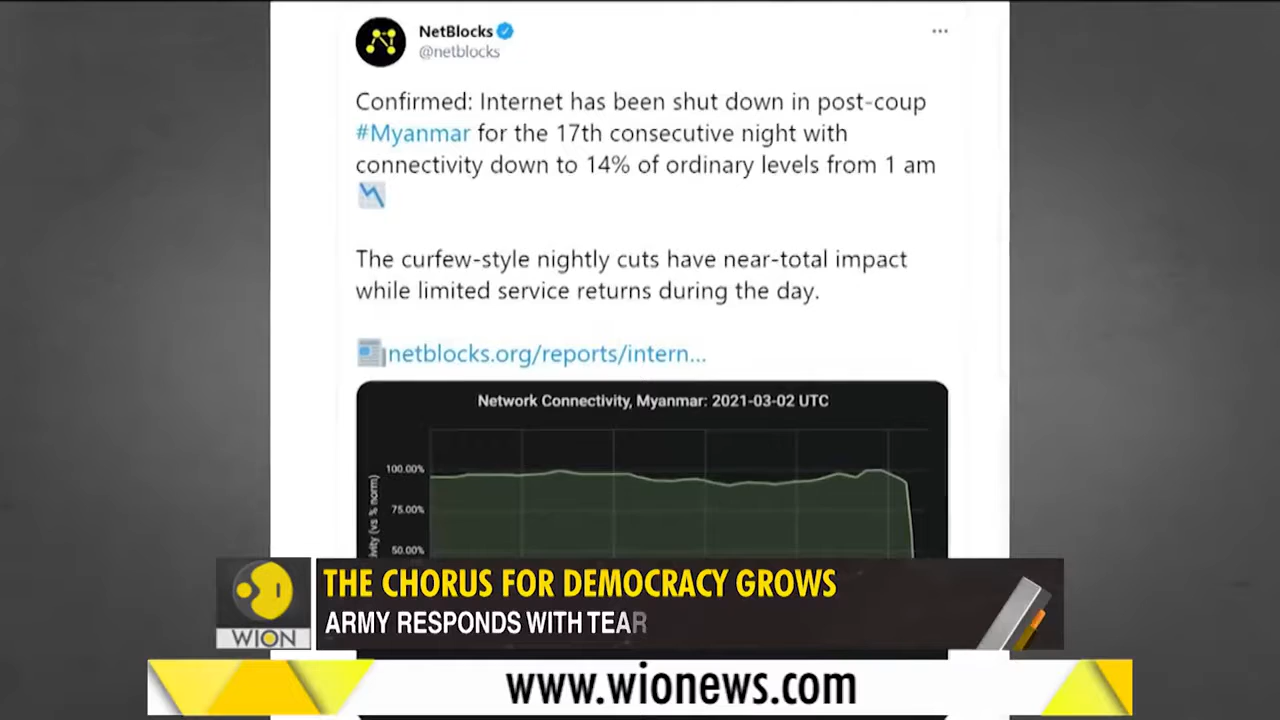 NetBlocks
@netblocks
...
Confirmed: Internet has been shut down in post-coup
#Myanmar for the 17th consecutive night with
connectivity down to 14% of ordinary levels from 1 am
The curfew-style nightly cuts have near-total impact
while limited service returns during the day.
netblocks.org/reports/intern...
Network Connectivity, Myanmar: 2021-03-02 UTC
100.00%
75.00%
50.00%
(vs % norm)
THE CHORUS FOR DEMOCRACY GROWS
ARMY RESPONDS WITH TEAR
WION
www.wionews.com